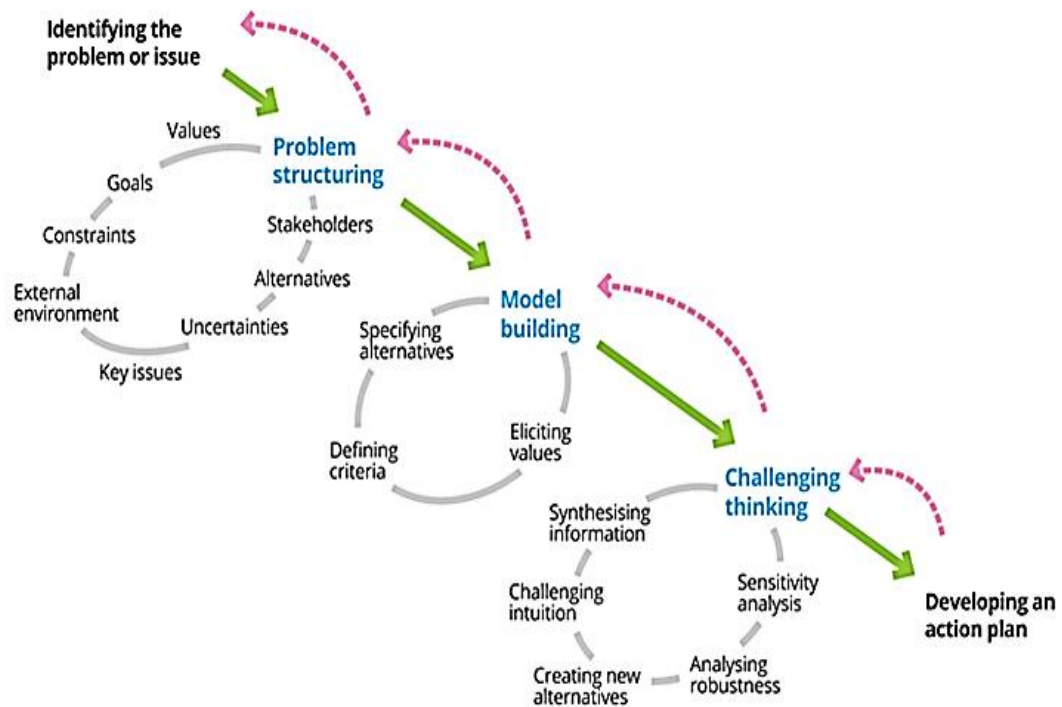 Identifying the
problem or issue
Values
Problem
structuring
Goals
Stakeholders
Constraints
Alternatives
External
environment
Uncertainties
Key issues
Model
building
Specifying
alternatives
Eliciting
values
Defining
criteria
Challenging
thinking
Synthesising
information
Sensitivity
analysis
Challenging
intuition
Analysing
robustness
Creating new
alternatives
Developing an
action plan